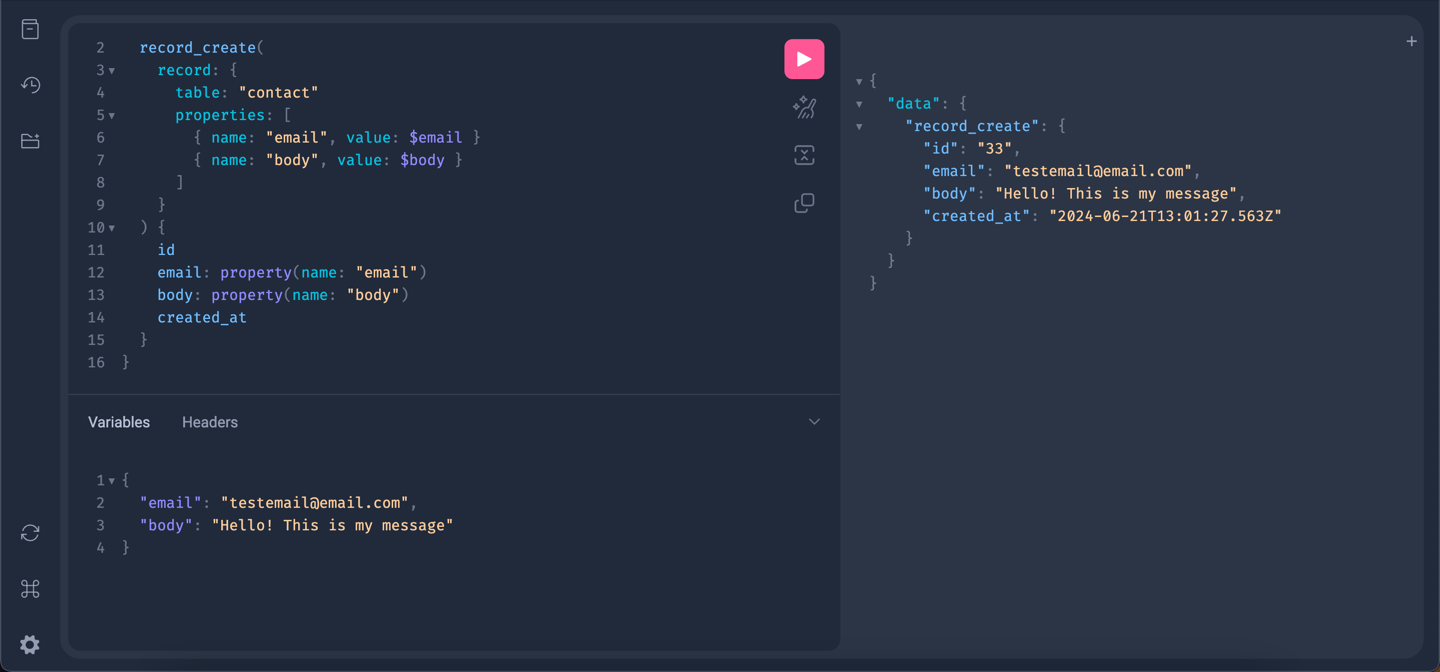 2 record_create(
3 record: {
4 table: "contact"
5 properties: [
6 { name: "email", value: $email }
7 { name: "body", value: $body }
8 ]
9 }
10 ) {
11 id
12 email: property(name: "email")
13 body: property(name: "body")
14 created_at
15 }
16 }
Variables Headers
1 {
2 "email": "testemail@email.com",
3 "body": "Hello! This is my message"
4 }
{
"data": {
"record_create": {
"id": "33",
"email": "testemail@email.com",
"body": "Hello! This is my message",
"created_at": "2024-06-21T13:01:27.563Z"
}
}
}